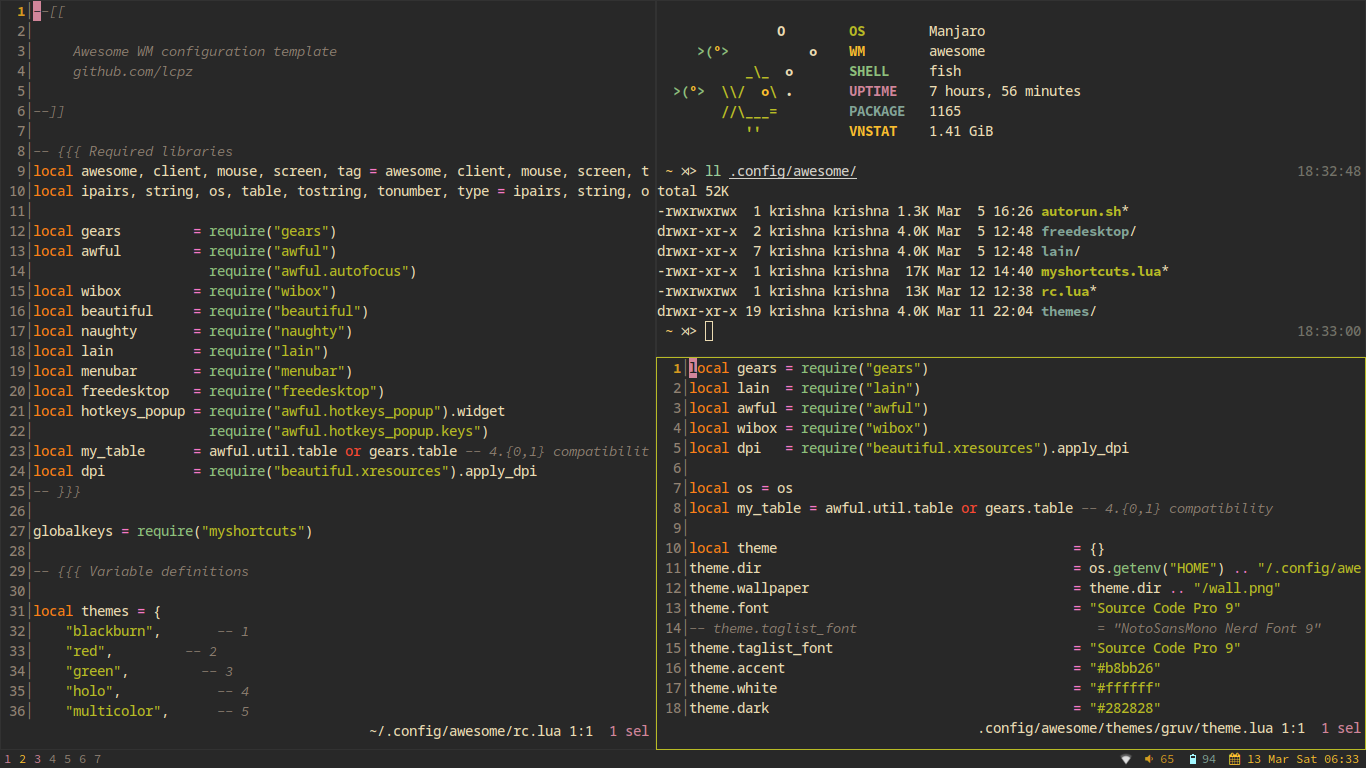 1 --[[
2
3 Awesome WM configuration template
4 github.com/lcpz
5
6 --]]
7
8 -- {{{ Required libraries
9 local awesome, client, mouse, screen, tag = awesome, client, mouse, screen, t
10 local ipairs, string, os, table, tostring, tonumber, type = ipairs, string, o
11
12 local gears         = require("gears")
13 local awful         = require("awful")
14                       require("awful.autofocus")
15 local wibox         = require("wibox")
16 local beautiful     = require("beautiful")
17 local naughty       = require("naughty")
18 local lain          = require("lain")
19 local menubar       = require("menubar")
20 local freedesktop   = require("freedesktop")
21 local hotkeys_popup = require("awful.hotkeys_popup").widget
22                       require("awful.hotkeys_popup.keys")
23 local my_table      = awful.util.table or gears.table -- 4.{0,1} compatibilit
24 local dpi           = require("beautiful.xresources").apply_dpi
25 -- }}}
26
27 globalkeys = require("myshortcuts")
28
29 -- {{{ Variable definitions
30
31 local themes = {
32     "blackburn",       -- 1
33     "red",         -- 2
34     "green",         -- 3
35     "holo",            -- 4
36     "multicolor",      -- 5
~/.config/awesome/rc.lua 1:1 1 sel
               O        OS       Manjaro
     >(°>          o    WM       awesome
           _\_  o       SHELL    fish
  >(°>  \\/  o\ .       UPTIME   7 hours, 56 minutes
        //\___=         PACKAGE  1165
           ''           VNSTAT   1.41 GiB
~ ⋊> ll .config/awesome/ 18:32:48
total 52K
-rwxrwxrwx  1 krishna krishna 1.3K Mar  5 16:26 autorun.sh*
drwxr-xr-x  2 krishna krishna 4.0K Mar  5 12:48 freedesktop/
drwxr-xr-x  7 krishna krishna 4.0K Mar  5 12:48 lain/
-rwxrwxrwx  1 krishna krishna  17K Mar 12 14:40 myshortcuts.lua*
-rwxrwxrwx  1 krishna krishna  13K Mar 12 12:38 rc.lua*
drwxr-xr-x 19 krishna krishna 4.0K Mar 11 22:04 themes/
~ ⋊> 18:33:00
1 local gears = require("gears")
2 local lain  = require("lain")
3 local awful = require("awful")
4 local wibox = require("wibox")
5 local dpi   = require("beautiful.xresources").apply_dpi
6
7 local os = os
8 local my_table = awful.util.table or gears.table -- 4.{0,1} compatibility
9
10 local theme = {}
11 theme.dir = os.getenv("HOME") .. "/.config/awe
12 theme.wallpaper = theme.dir .. "/wall.png"
13 theme.font = "Source Code Pro 9"
14 -- theme.taglist_font = "NotoSansMono Nerd Font 9"
15 theme.taglist_font = "Source Code Pro 9"
16 theme.accent = "#b8bb26"
17 theme.white = "#ffffff"
18 theme.dark = "#282828"
.config/awesome/themes/gruv/theme.lua 1:1 1 sel
1 2 3 4 5 6 7 65 94 13 Mar Sat 06:33